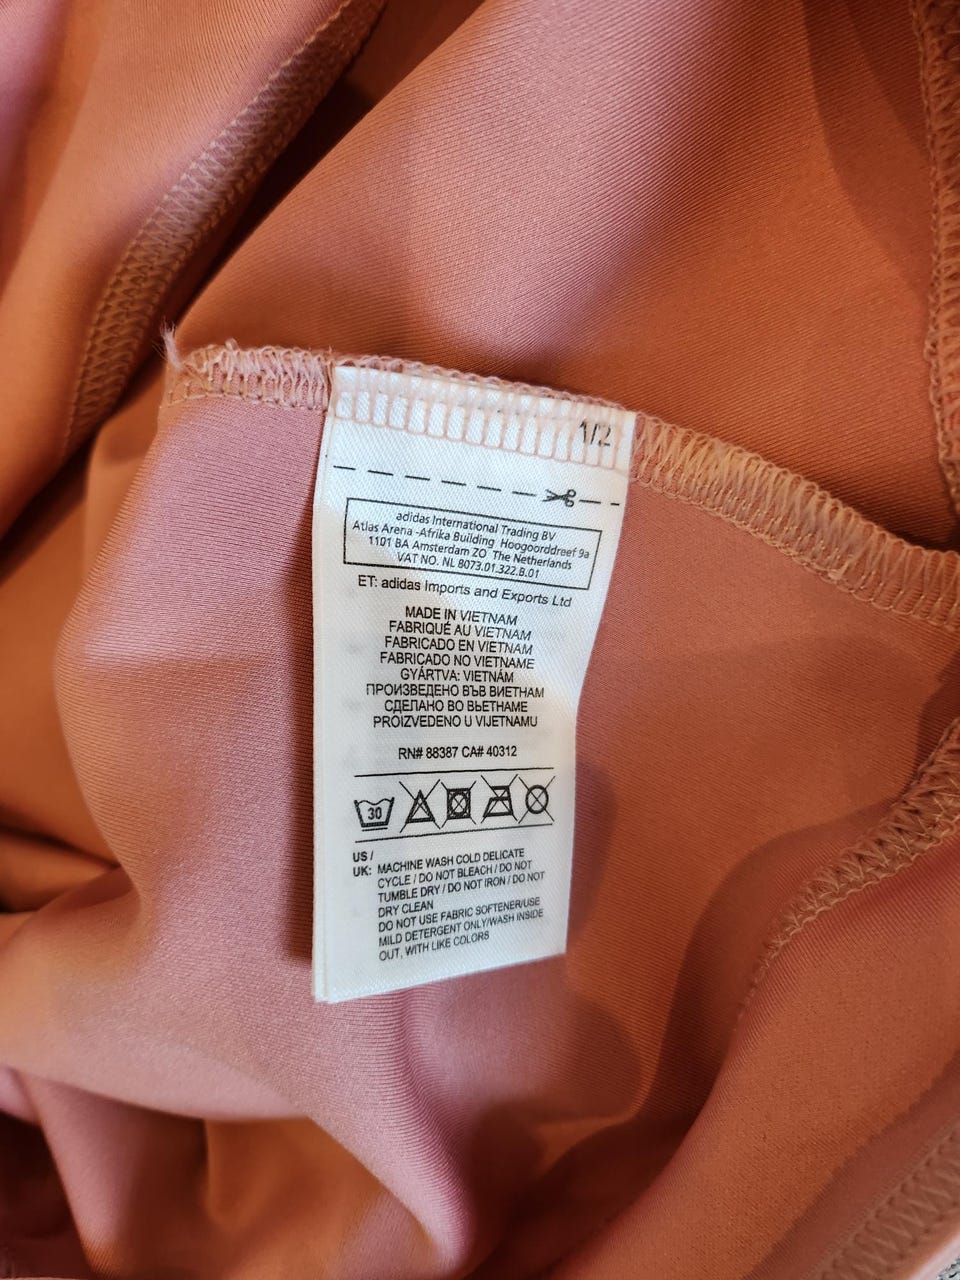 1/2
adidas International Trading BV
Atlas Arena -Afrika Building Hoogoorddreef 9a
1101 BA Amsterdam ZO The Netherlands
VAT NO. NL 8073.01.322.B.01
ET: adidas Imports and Exports Ltd
MADE IN VIETNAM
FABRIQUÉ AU VIETNAM
FABRICADO EN VIETNAM
FABRICADO NO VIETNAME
GYÁRTVA: VIETNÁM
ПРОИЗВЕДЕНО ВЪВ ВИЕТНАМ
СДЕЛАНО ВО ВЬЕТНАМЕ
PROIZVEDENO U VIJETNAMU
RN# 88387 CA# 40312
30
US /
UK: MACHINE WASH COLD DELICATE
CYCLE / DO NOT BLEACH / DO NOT
TUMBLE DRY / DO NOT IRON / DO NOT
DRY CLEAN
DO NOT USE FABRIC SOFTENER/USE
MILD DETERGENT ONLY/WASH INSIDE
OUT, WITH LIKE COLORS